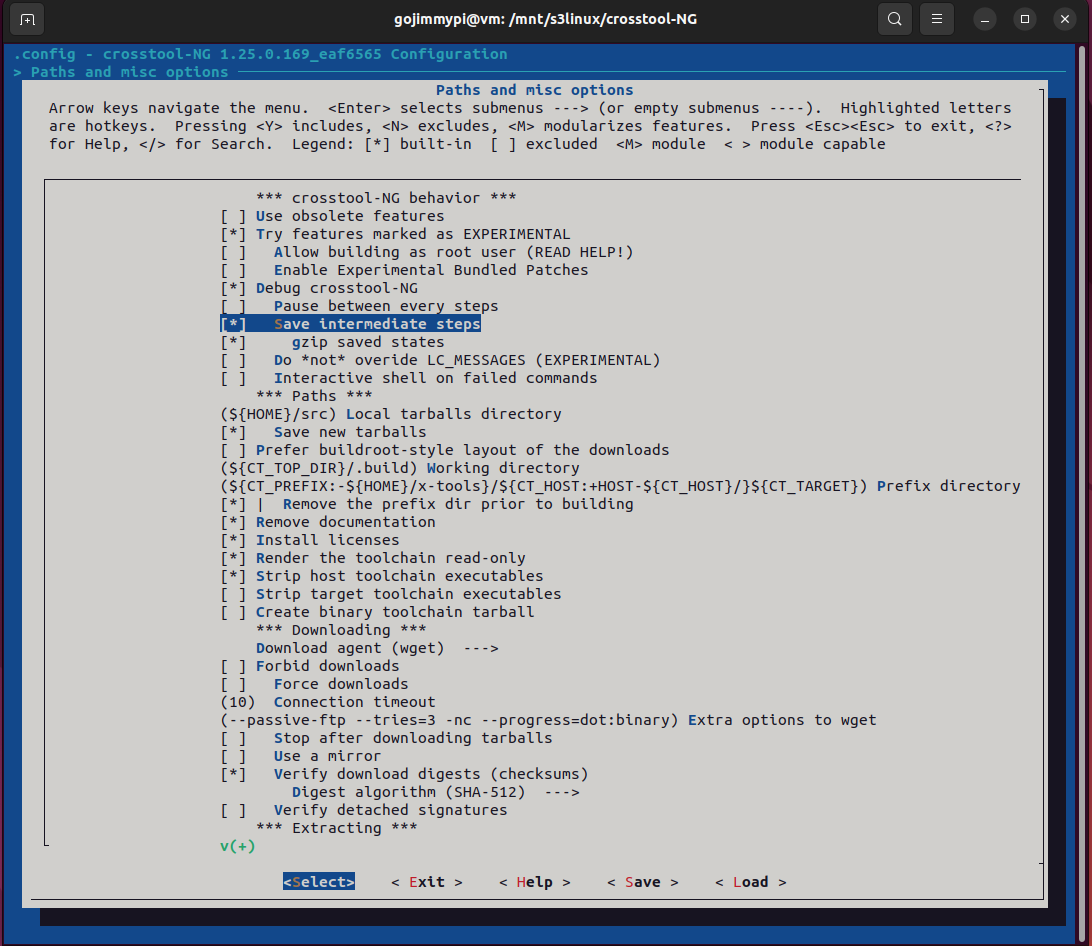 gojimmypi@vm: /mnt/s3linux/crosstool-NG
.config - crosstool-NG 1.25.0.169_eaf6565 Configuration
> Paths and misc options
Paths and misc options
Arrow keys navigate the menu.  <Enter> selects submenus ---> (or empty submenus ----).  Highlighted letters
are hotkeys.  Pressing <Y> includes, <N> excludes, <M> modularizes features.  Press <Esc><Esc> to exit, <?>
for Help, </> for Search.  Legend: [*] built-in  [ ] excluded  <M> module  < > module capable
*** crosstool-NG behavior ***
[ ] Use obsolete features
[*] Try features marked as EXPERIMENTAL
[ ]   Allow building as root user (READ HELP!)
[ ]   Enable Experimental Bundled Patches
[*] Debug crosstool-NG
[ ]   Pause between every steps
[*]   Save intermediate steps
[*]     gzip saved states
[ ]   Do *not* overide LC_MESSAGES (EXPERIMENTAL)
[ ]   Interactive shell on failed commands
*** Paths ***
(${HOME}/src) Local tarballs directory
[*]   Save new tarballs
[ ] Prefer buildroot-style layout of the downloads
(${CT_TOP_DIR}/.build) Working directory
(${CT_PREFIX:-${HOME}/x-tools}/${CT_HOST:+HOST-${CT_HOST}/}${CT_TARGET}) Prefix directory
[*] |  Remove the prefix dir prior to building
[*] Remove documentation
[*] Install licenses
[*] Render the toolchain read-only
[*] Strip host toolchain executables
[ ] Strip target toolchain executables
[ ] Create binary toolchain tarball
*** Downloading ***
Download agent (wget)  --->
[ ] Forbid downloads
[ ]   Force downloads
(10)  Connection timeout
(--passive-ftp --tries=3 -nc --progress=dot:binary) Extra options to wget
[ ]   Stop after downloading tarballs
[ ]   Use a mirror
[*]   Verify download digests (checksums)
Digest algorithm (SHA-512)  --->
[ ]   Verify detached signatures
*** Extracting ***
v(+)
<Select>    < Exit >    < Help >    < Save >    < Load >